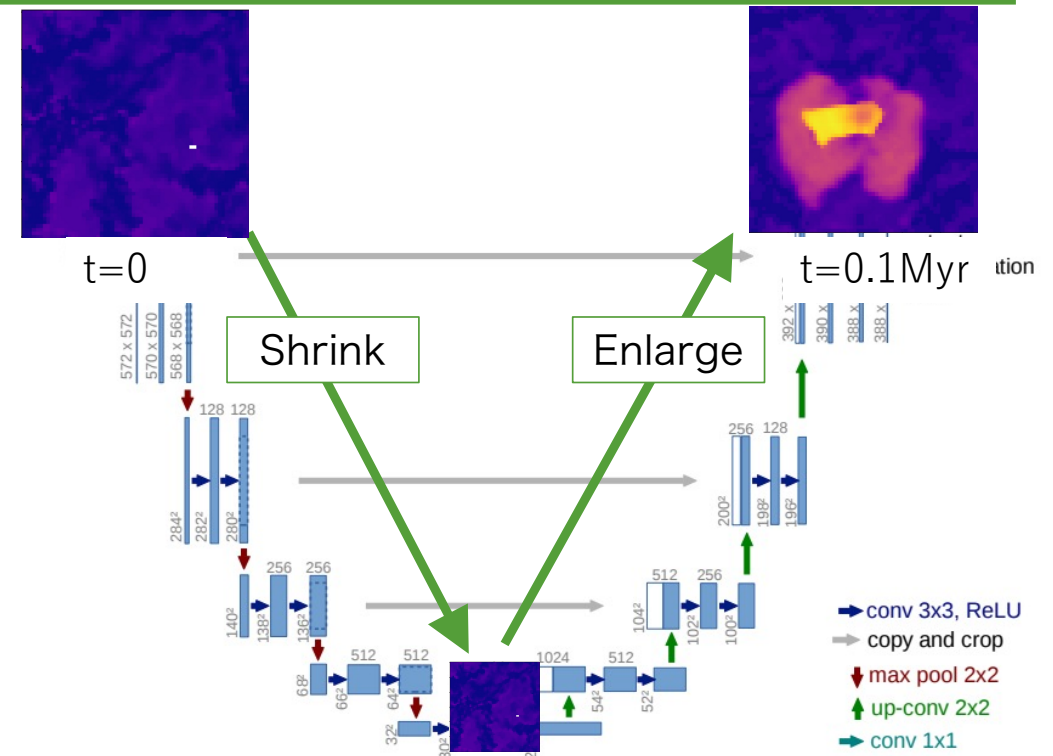 t=0
t=0.1Myr
ation
Shrink
Enlarge
572 x 572
570 x 570
568 x 568
392 x
390 x
388 x
388 x
128 128
284²
282²
280²
256 128
200²
198²
196²
256 256
140²
138²
136²
512 256
104²
102²
100²
512 512
68²
66²
64²
1024 512
54²
52²
32²
conv 3x3, ReLU
copy and crop
max pool 2x2
up-conv 2x2
conv 1x1